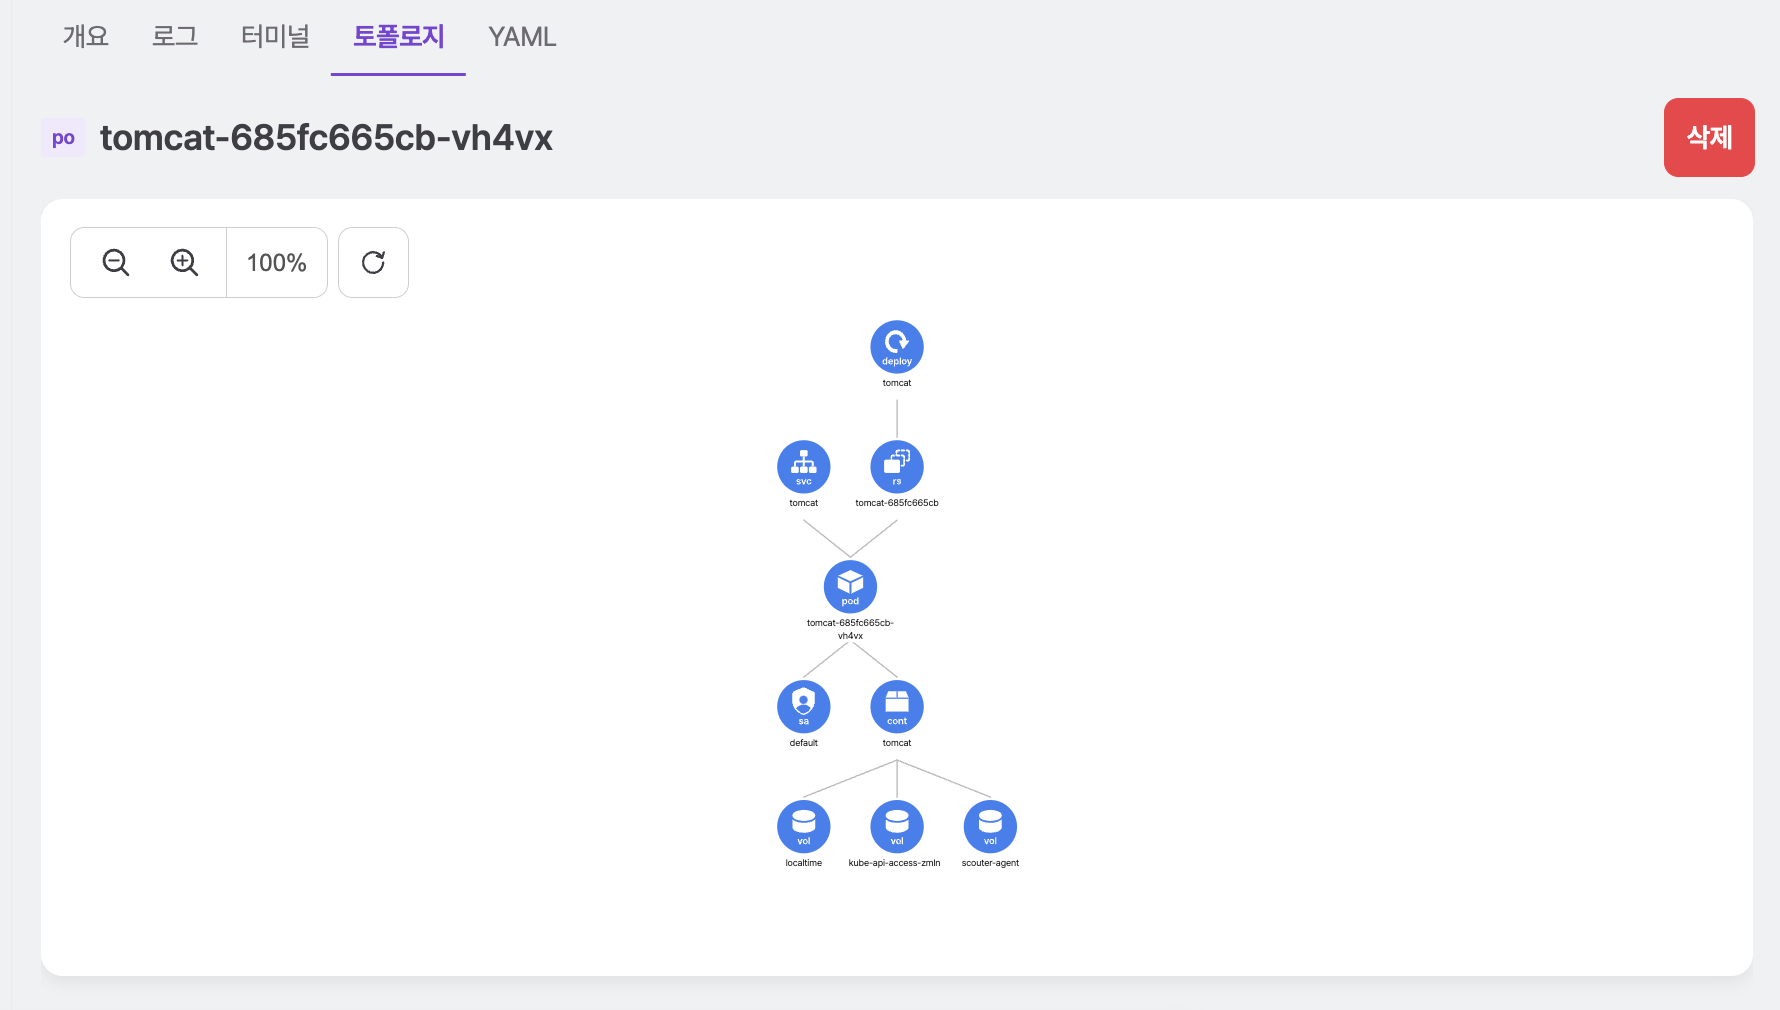 개요 로그 터미널 토폴로지 YAML
po tomcat-685fc665cb-vh4vx
삭제
100%
deploy
tomcat
svc rs
tomcat tomcat-685fc665cb
pod
tomcat-685fc665cb-
vh4vx
sa cont
default tomcat
vol vol vol
localtime kube-api-access-zmln scouter-agent